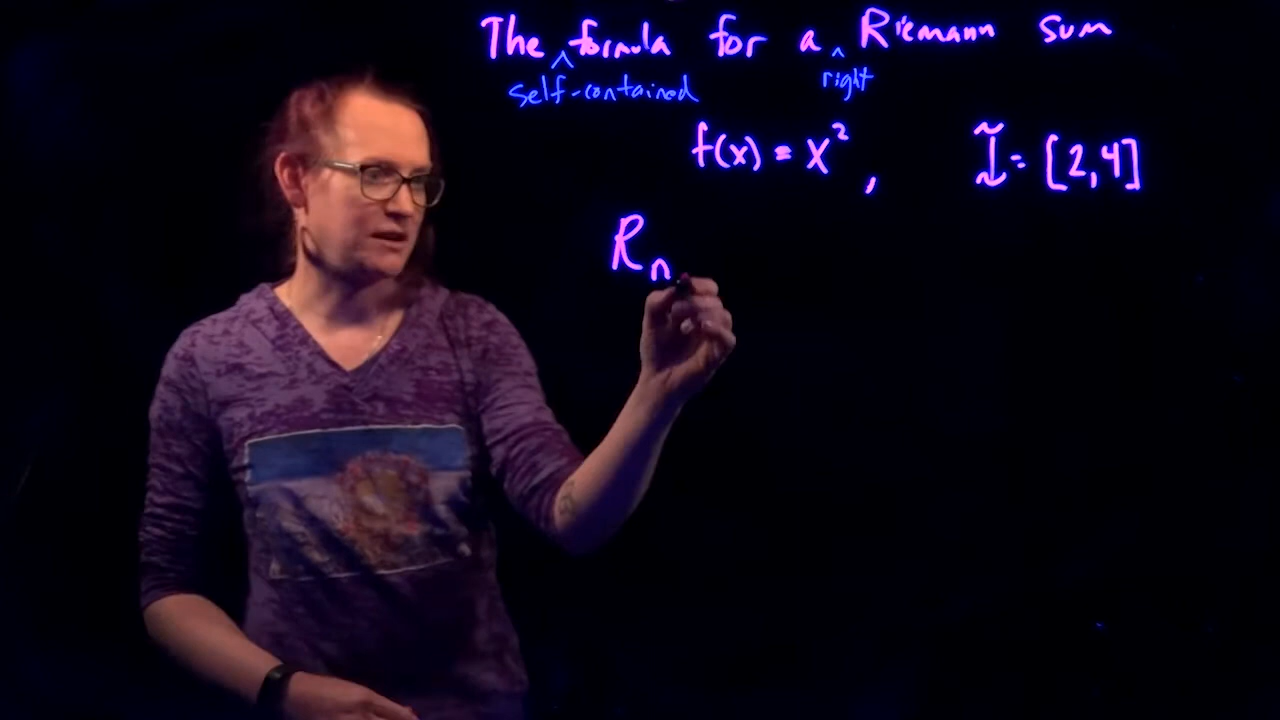 The ^ formula for a ^ Riemann sum
self-contained right
f(x) = x², I = [2,4]
Rn